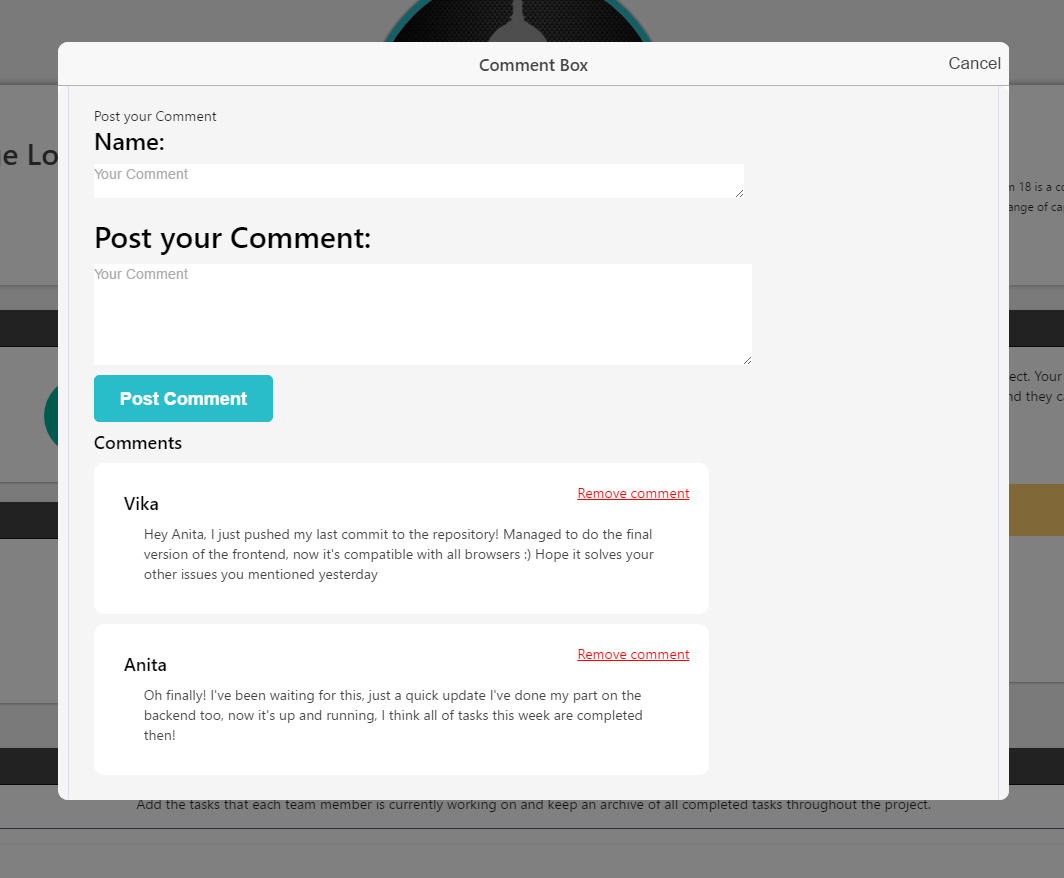 Comment Box
Cancel
Post your Comment
Name:
Your Comment
Post your Comment:
Your Comment
Post Comment
Comments
Vika
Remove comment
Hey Anita, I just pushed my last commit to the repository! Managed to do the final
version of the frontend, now it's compatible with all browsers :) Hope it solves your
other issues you mentioned yesterday
Anita
Remove comment
Oh finally! I've been waiting for this, just a quick update I've done my part on the
backend too, now it's up and running, I think all of tasks this week are completed
then!
e Lo
18 is a
ange of
ect. Your
nd they
Add the tasks that each team member is currently working on and keep an archive of all completed tasks throughout the project.